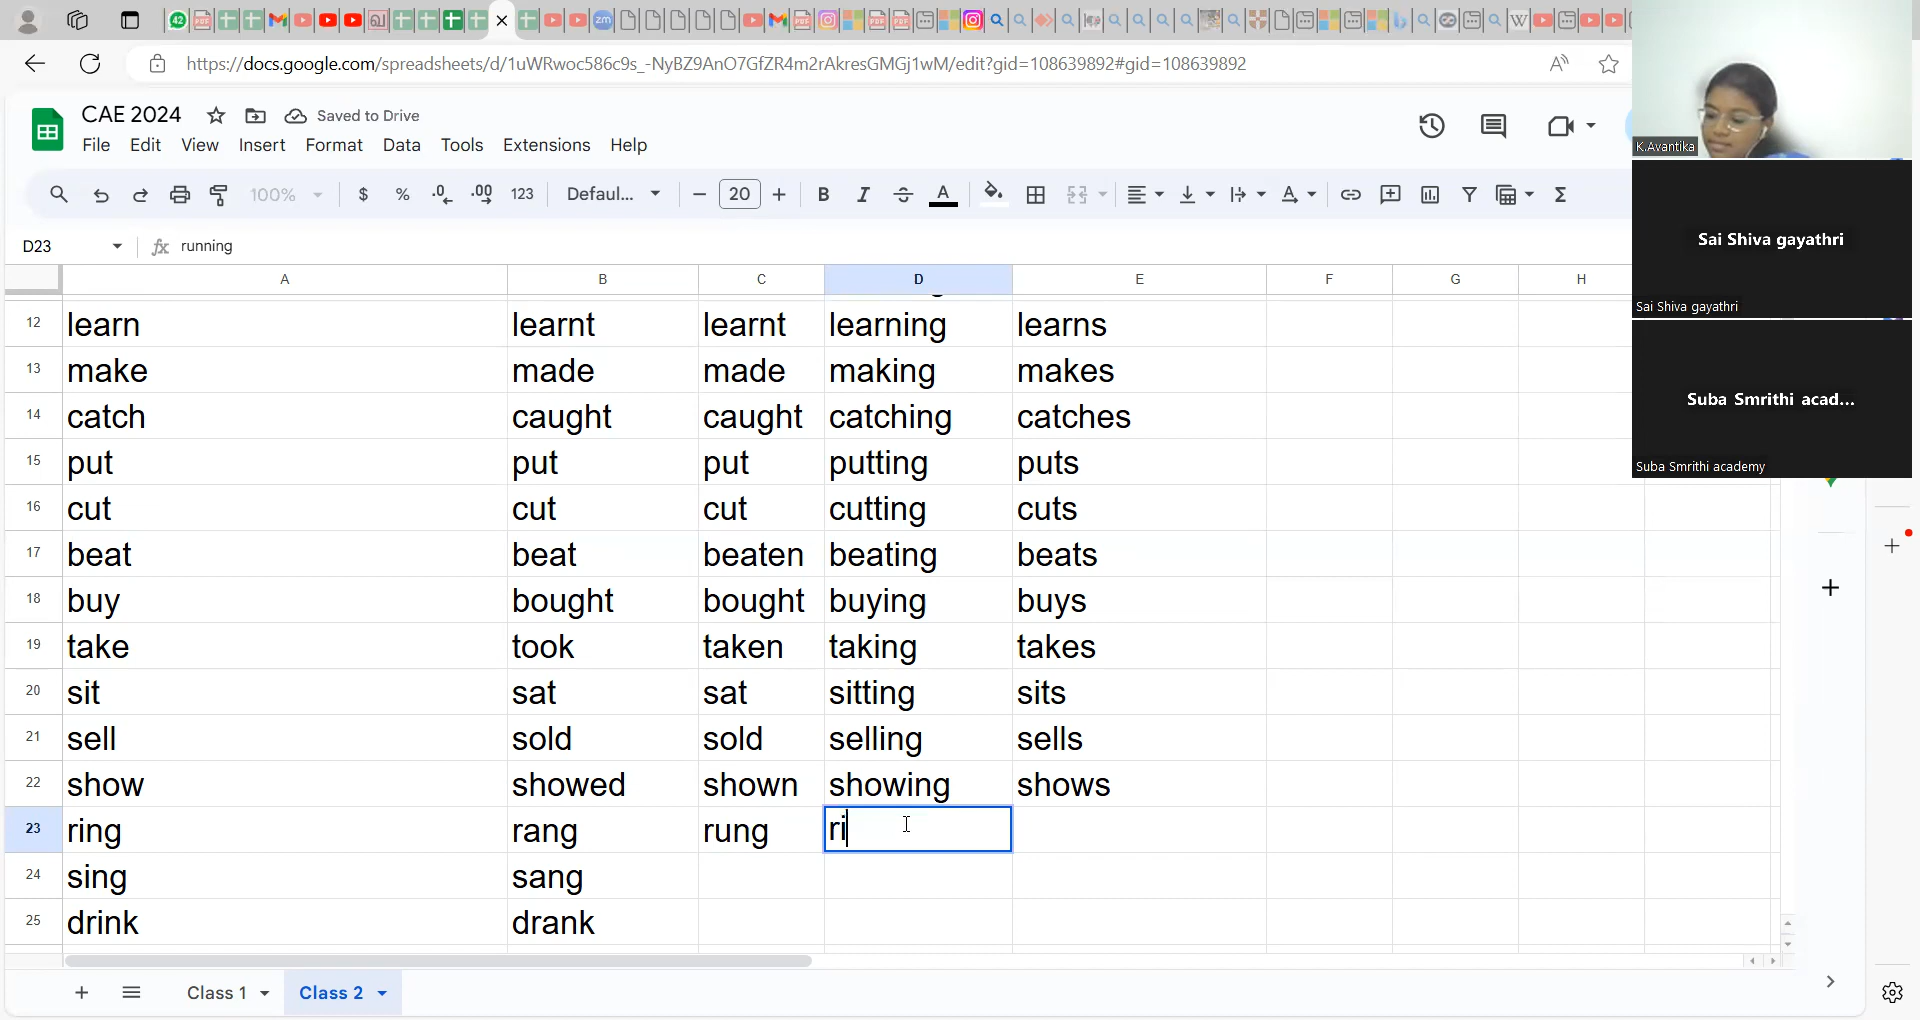 https://docs.google.com/spreadsheets/d/1uWRwoc586c9s_-NyBZ9AnO7GfZR4m2rAkresGMGj1wM/edit?gid=108639892#gid=108639892
CAE 2024 Saved to Drive
File Edit View Insert Format Data Tools Extensions Help
100% $ % .0 .00 123 Defaul... 20 B I A
D23 fx running
A B C D E F G H
12 learn learnt learnt learning learns
13 make made made making makes
14 catch caught caught catching catches
15 put put put putting puts
16 cut cut cut cutting cuts
17 beat beat beaten beating beats
18 buy bought bought buying buys
19 take took taken taking takes
20 sit sat sat sitting sits
21 sell sold sold selling sells
22 show showed shown showing shows
23 ring rang rung ri
24 sing sang
25 drink drank
Class 1 Class 2
K.Avantika
Sai Shiva gayathri
Sai Shiva gayathri
Suba Smrithi acad...
Suba Smrithi academy